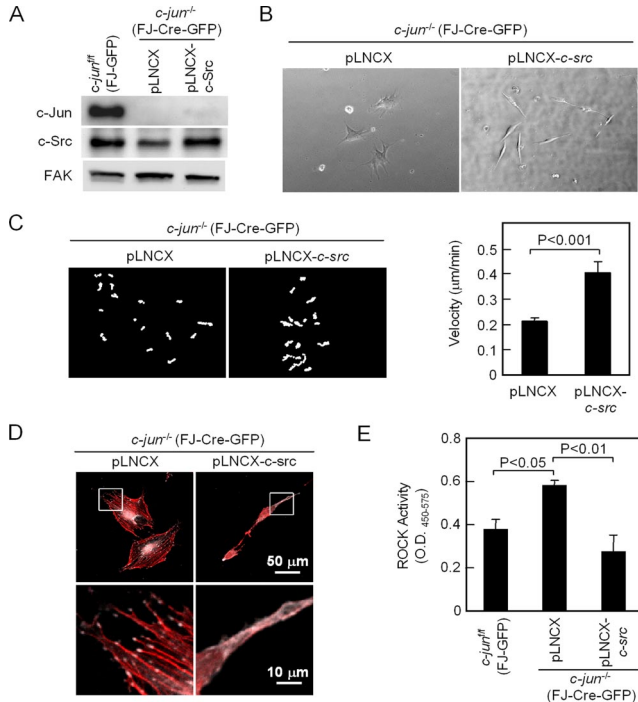 A
c-jun-/-
(FJ-Cre-GFP)
c-junf/f
(FJ-GFP)
pLNCX
pLNCX-
c-Src
c-Jun
c-Src
FAK
B
c-jun-/- (FJ-Cre-GFP)
pLNCX
pLNCX-c-src
C
c-jun-/- (FJ-Cre-GFP)
pLNCX
pLNCX-c-src
Velocity (μm/min)
0.5
0.4
0.3
0.2
0.1
0
P<0.001
pLNCX
pLNCX-
c-src
D
c-jun-/- (FJ-Cre-GFP)
pLNCX
pLNCX-c-src
50 μm
10 μm
E
ROCK Activity
(O.D. 450-575)
0.8
0.6
0.4
0.2
0
P<0.05
P<0.01
c-junf/f
(FJ-GFP)
pLNCX
pLNCX-
c-src
c-jun-/-
(FJ-Cre-GFP)